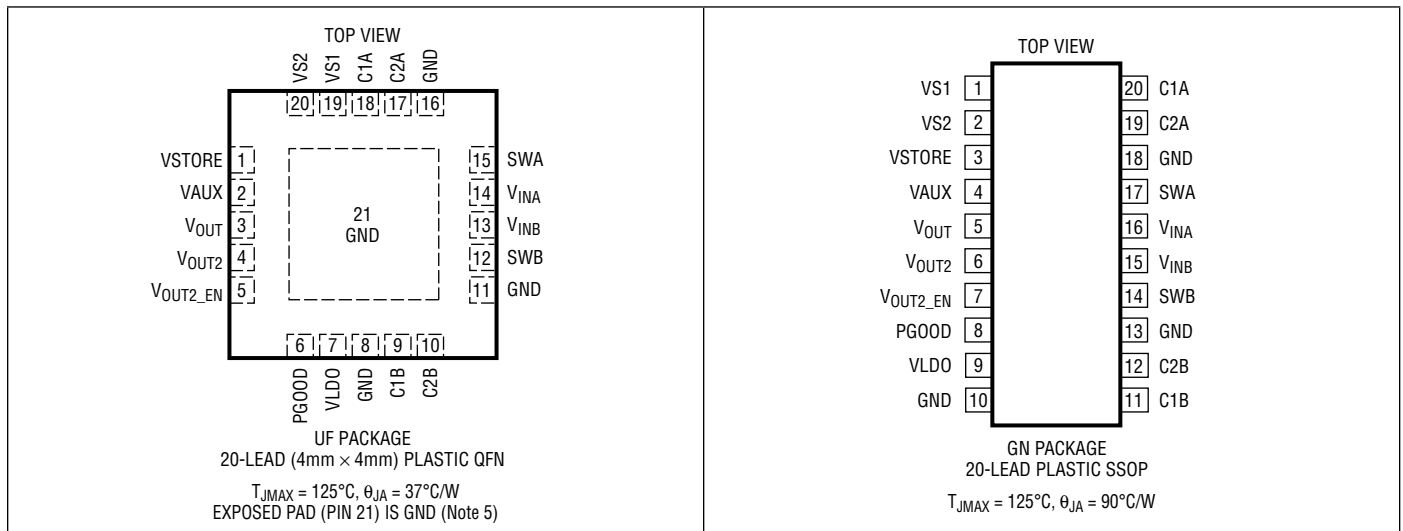 TOP VIEW
VS2 VS1 C1A C2A GND
20 19 18 17 16
VSTORE 1
VAUX 2
VOUT 3
VOUT2 4
VOUT2_EN 5
21
GND
15 SWA
14 VINA
13 VINB
12 SWB
11 GND
6 7 8 9 10
PGOOD VLDO GND C1B C2B
UF PACKAGE
20-LEAD (4mm × 4mm) PLASTIC QFN
TJMAX = 125°C, θJA = 37°C/W
EXPOSED PAD (PIN 21) IS GND (Note 5)
TOP VIEW
VS1 1 20 C1A
VS2 2 19 C2A
VSTORE 3 18 GND
VAUX 4 17 SWA
VOUT 5 16 VINA
VOUT2 6 15 VINB
VOUT2_EN 7 14 SWB
PGOOD 8 13 GND
VLDO 9 12 C2B
GND 10 11 C1B
GN PACKAGE
20-LEAD PLASTIC SSOP
TJMAX = 125°C, θJA = 90°C/W